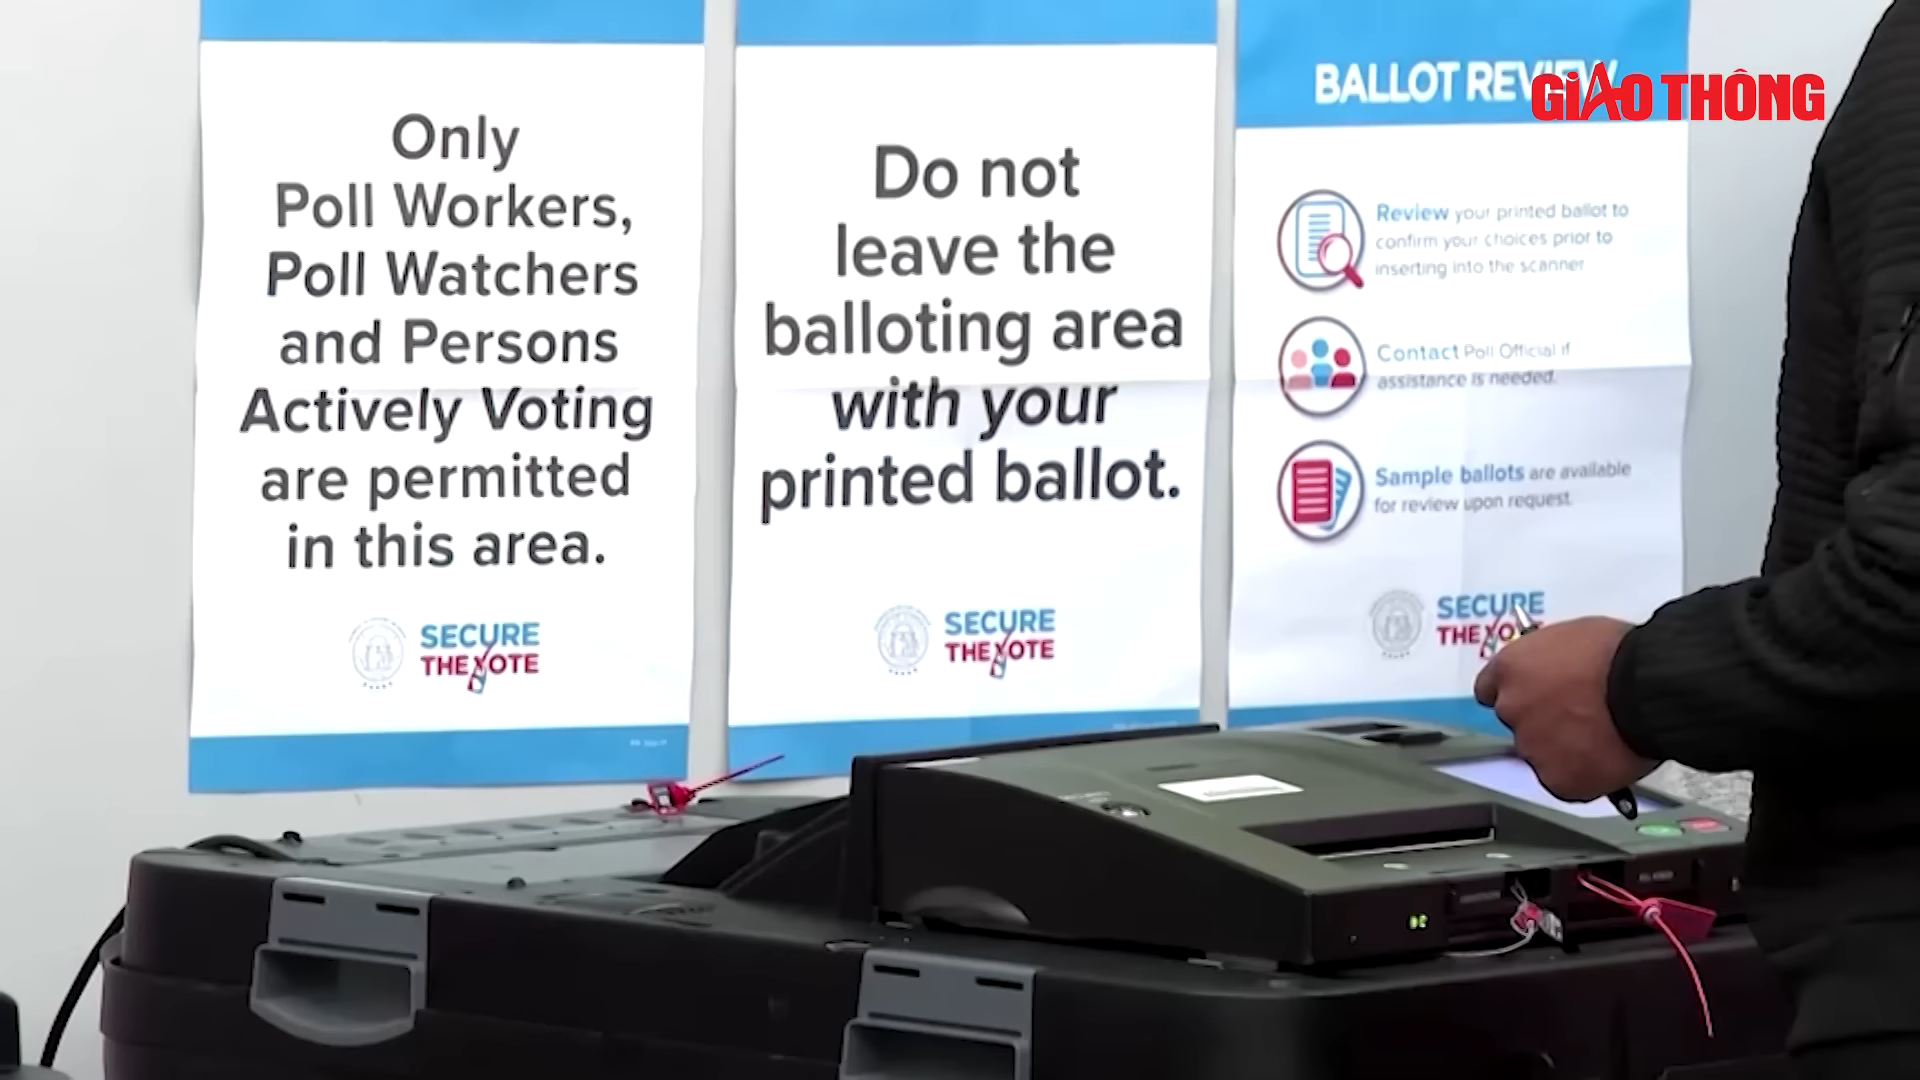 Only
Poll Workers,
Poll Watchers
and Persons
Actively Voting
are permitted
in this area.
SECURE
THE VOTE
Do not
leave the
balloting area
with your
printed ballot.
SECURE
THE VOTE
BALLOT REVIEW
GIAO THÔNG
Review your printed ballot to
confirm your choices prior to
inserting into the scanner
Contact Poll Official if
assistance is needed.
Sample ballots are available
for review upon request.
SECURE
THE VO